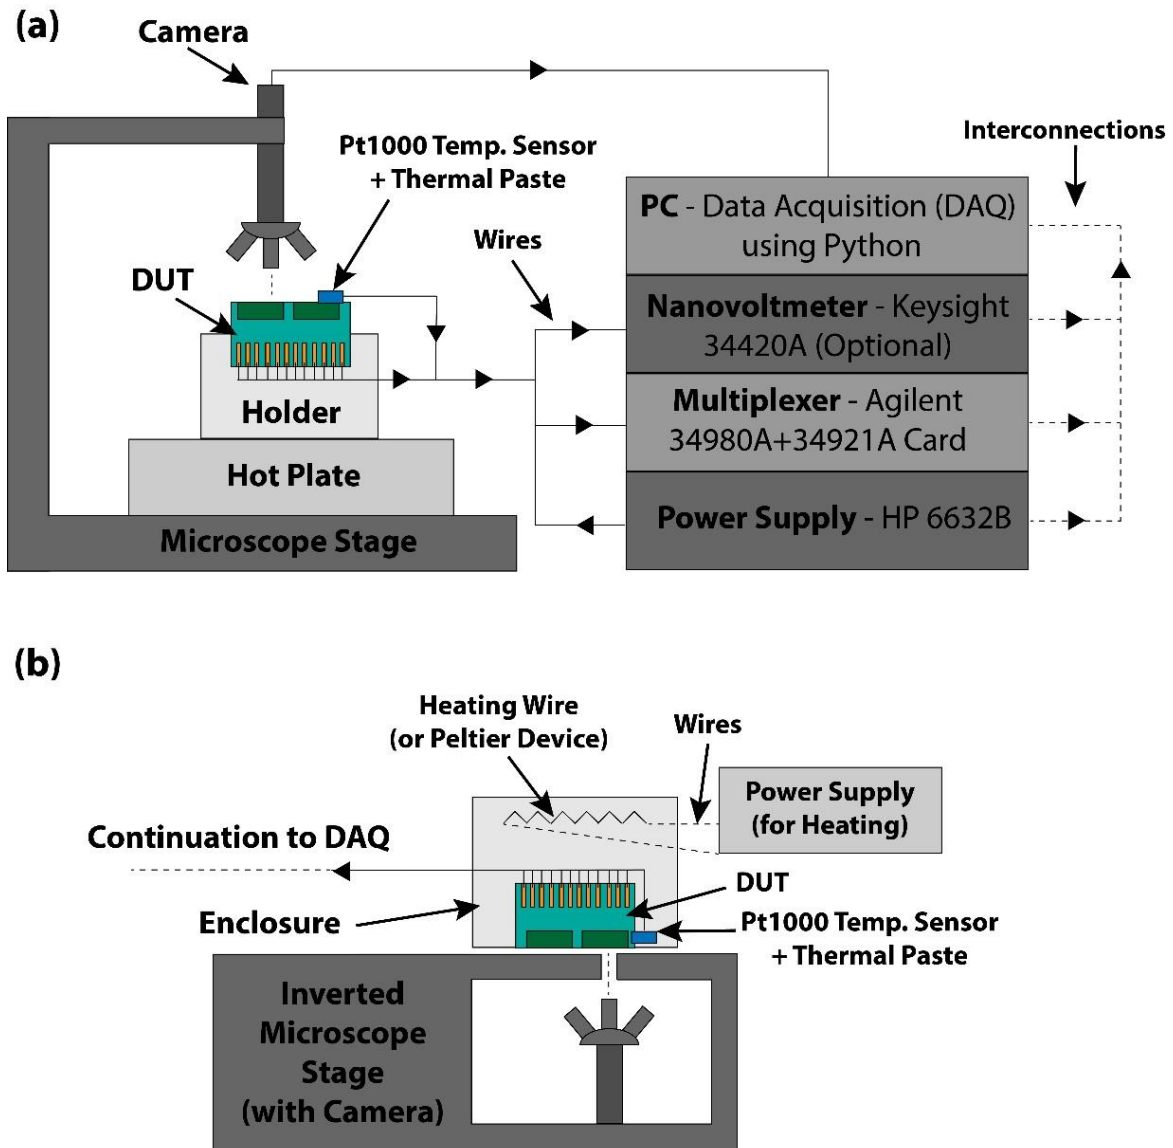 (a)
Camera
Pt1000 Temp. Sensor
+ Thermal Paste
Interconnections
Wires
DUT
Holder
Hot Plate
Microscope Stage
PC - Data Acquisition (DAQ)
using Python
Nanovoltmeter - Keysight
34420A (Optional)
Multiplexer - Agilent
34980A+34921A Card
Power Supply - HP 6632B
(b)
Heating Wire
(or Peltier Device)
Wires
Power Supply
(for Heating)
Continuation to DAQ
Enclosure
DUT
Pt1000 Temp. Sensor
+ Thermal Paste
Inverted
Microscope
Stage
(with Camera)